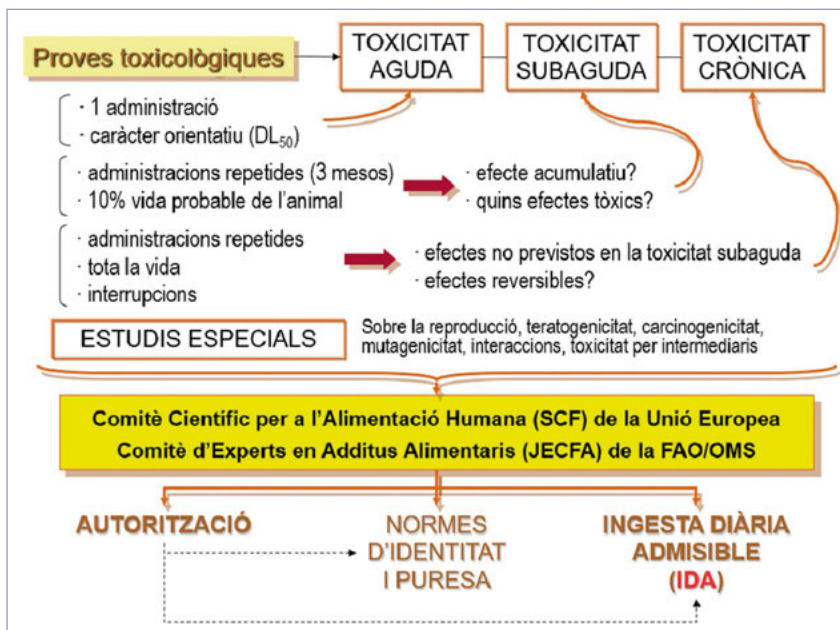 Proves toxicològiques
TOXICITAT
AGUDA
TOXICITAT
SUBAGUDA
TOXICITAT
CRÒNICA
· 1 administració
· caràcter orientatiu (DL50)
· administracions repetides (3 mesos)
· 10% vida probable de l'animal
· efecte acumulatiu?
· quins efectes tòxics?
· administracions repetides
· tota la vida
· interrupcions
· efectes no previstos en la toxicitat subaguda
· efectes reversibles?
ESTUDIS ESPECIALS
Sobre la reproducció, teratogenicitat, carcinogenicitat,
mutagenicitat, interaccions, toxicitat per intermediaris
Comitè Científic per a l'Alimentació Humana (SCF) de la Unió Europea
Comitè d'Experts en Additus Alimentaris (JECFA) de la FAO/OMS
AUTORITZACIÓ
NORMES
D'IDENTITAT
I PURESA
INGESTA DIÀRIA
ADMISIBLE
(IDA)